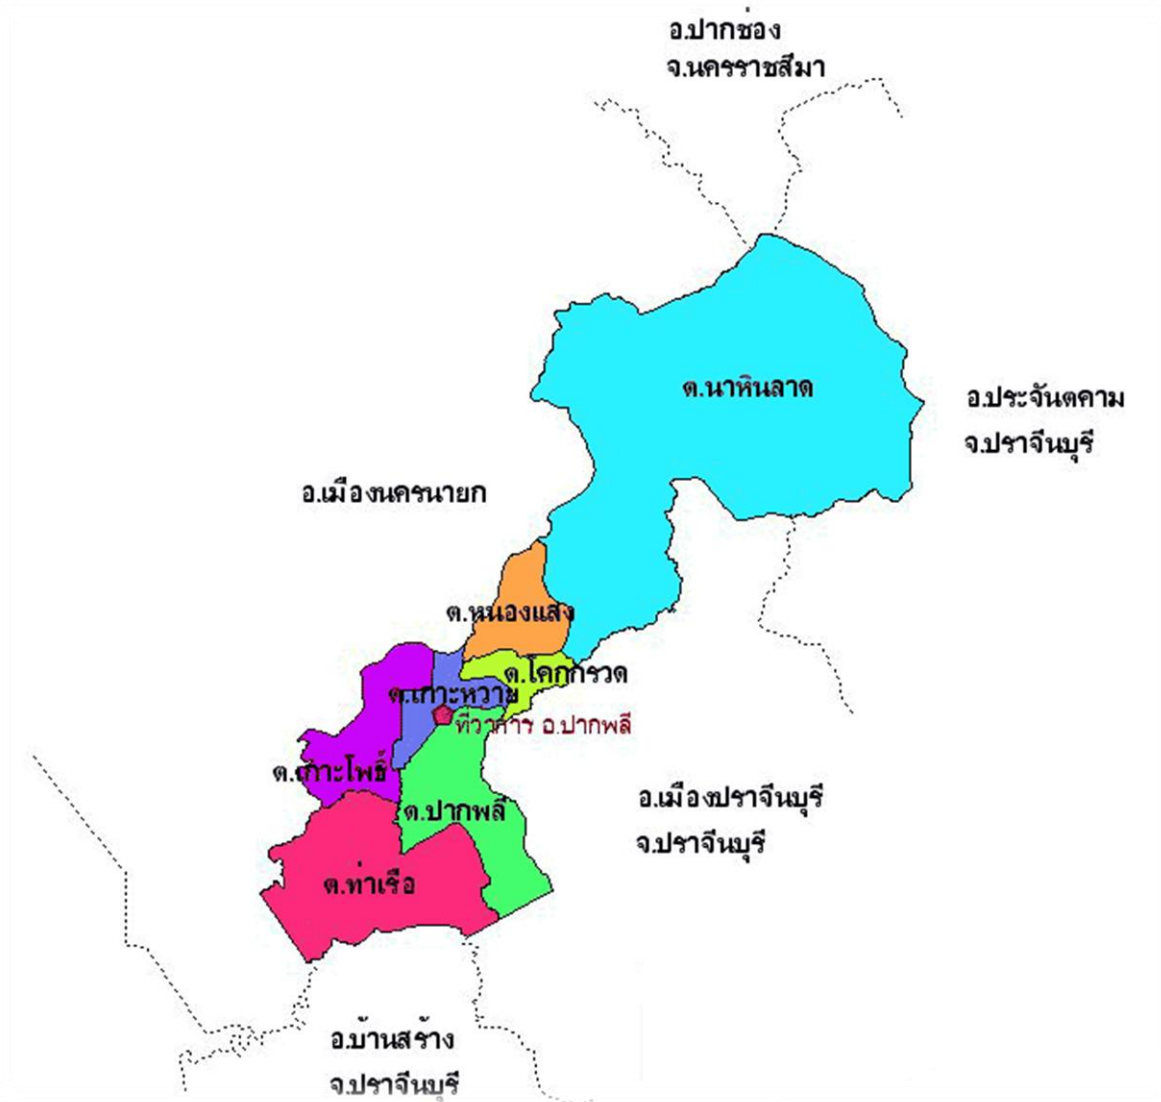 อ.ปากช่อง
จ.นครราชสีมา
ต.นาหินลาด
อ.ประจันตคาม
จ.ปราจีนบุรี
อ.เมืองนครนายก
ต.หนองแสง
ต.โคกกรวด
ต.เกาะหวาย
ที่ว่าการ อ.ปากพลี
ต.เกาะโพธิ์
อ.เมืองปราจีนบุรี
จ.ปราจีนบุรี
ต.ปากพลี
ต.ท่าเรือ
อ.บ้านสร้าง
จ.ปราจีนบุรี